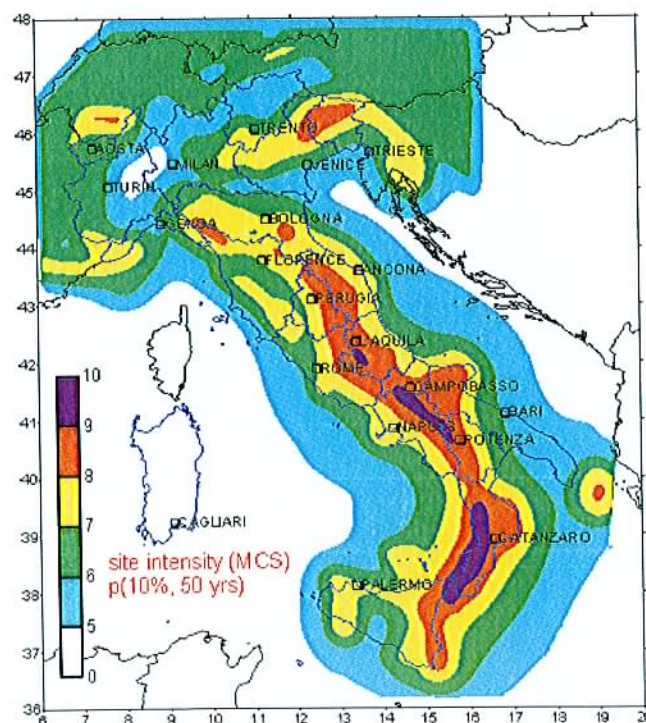 48
47
46
45
44
43
42
41
40
39
38
37
36
TRENTO
AOSTA
MILAN
VENICE
TRIESTE
TURIN
GENOA
BOLOGNA
FLORENCE
ANCONA
PERUGIA
L'AQUILA
ROME
CAMPOBASSO
BARI
NAPLES
POTENZA
CAGLIARI
CATANZARO
PALERMO
10
9
8
7
6
5
0
site intensity (MCS)
p(10%, 50 yrs)
6 7 8 9 10 11 12 13 14 15 16 17 18 19 20